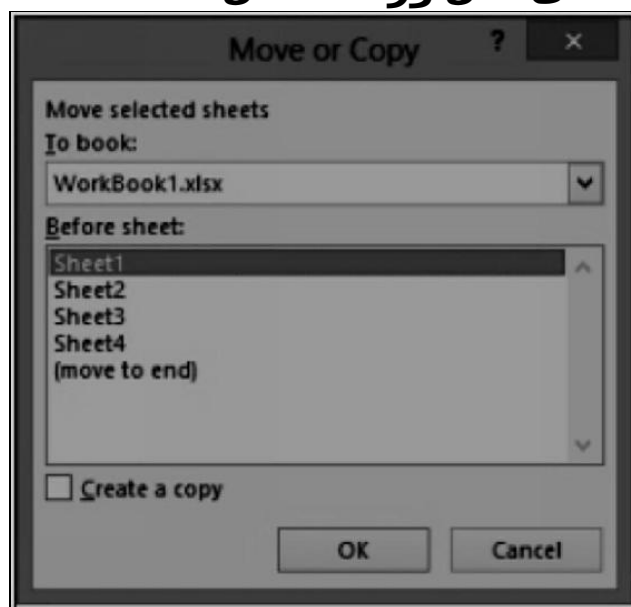 Move or Copy ? ×
Move selected sheets
To book:
WorkBook1.xlsx
Before sheet:
Sheet1
Sheet2
Sheet3
Sheet4
(move to end)
Create a copy
OK Cancel